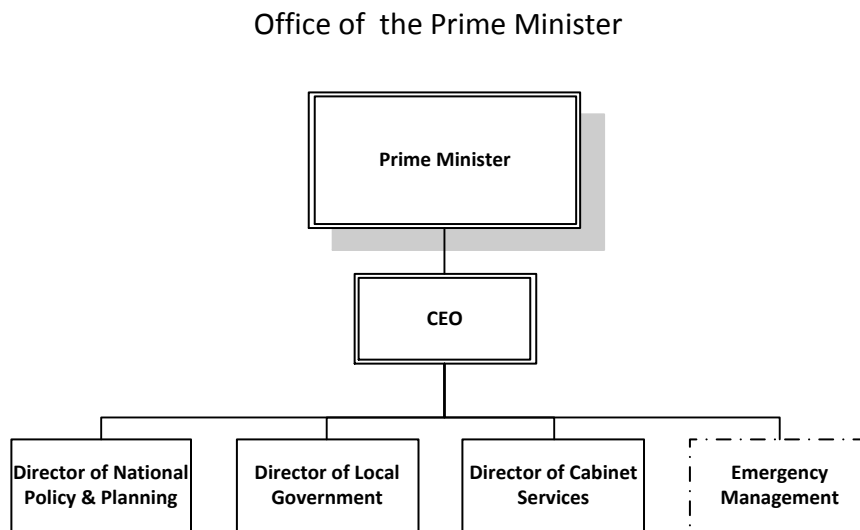 Office of the Prime Minister
Prime Minister
CEO
Director of National
Policy & Planning
Director of Local
Government
Director of Cabinet
Services
Emergency
Management